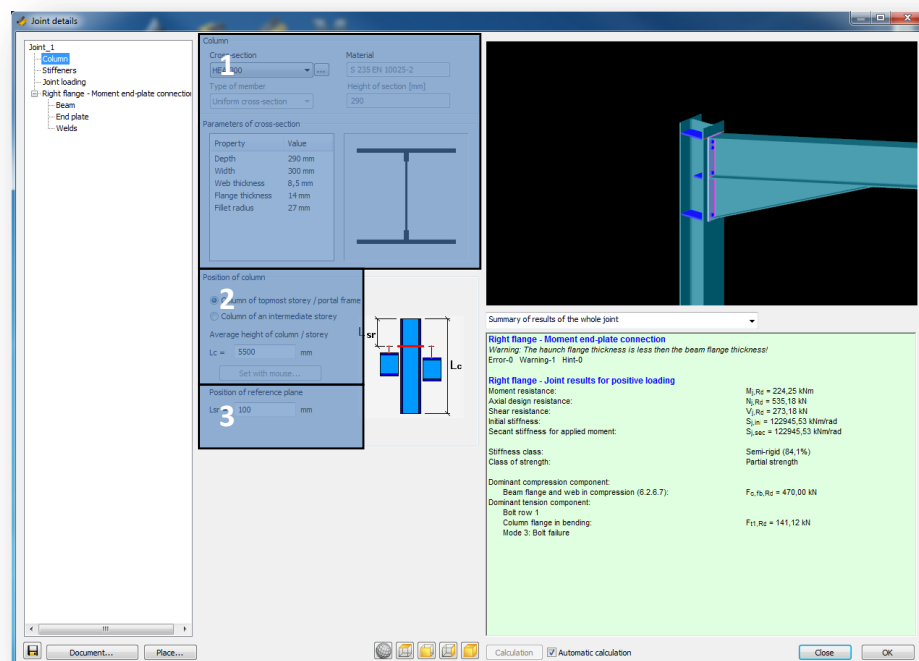 Joint details
Joint_1
Column
Stiffeners
Joint loading
Right flange - Moment end-plate connection
Beam
End plate
Welds
Column
Cross-section
Material
1
HEA 300
...
S 235 EN 10025-2
Type of member
Height of section [mm]
Uniform cross-section
290
Parameters of cross-section
Property Value
Depth 290 mm
Width 300 mm
Web thickness 8,5 mm
Flange thickness 14 mm
Fillet radius 27 mm
Position of column
2
Column of topmost storey / portal frame
Column of an intermediate storey
Average height of column / storey
Lc = 5500 mm
Set with mouse...
Position of reference plane
3
Lsr = 100 mm
Lsr
Lc
Summary of results of the whole joint
Right flange - Moment end-plate connection
Warning: The haunch flange thickness is less then the beam flange thickness!
Error-0 Warning-1 Hint-0
Right flange - Joint results for positive loading
Moment resistance: Mj,Rd = 224,25 kNm
Axial design resistance: Nj,Rd = 535,18 kN
Shear resistance: Vj,Rd = 273,18 kN
Initial stiffness: Sj,in = 122945,53 kNm/rad
Secant stiffness for applied moment: Sj,sec = 122945,53 kNm/rad
Stiffness class: Semi-rigid (84,1%)
Class of strength: Partial strength
Dominant compression component:
Beam flange and web in compression (6.2.6.7): Fc,fb,Rd = 470,00 kN
Dominant tension component:
Bolt row 1
Column flange in bending: Ft1,Rd = 141,12 kN
Mode 3: Bolt failure
Document...
Place...
Calculation
Automatic calculation
Close
OK